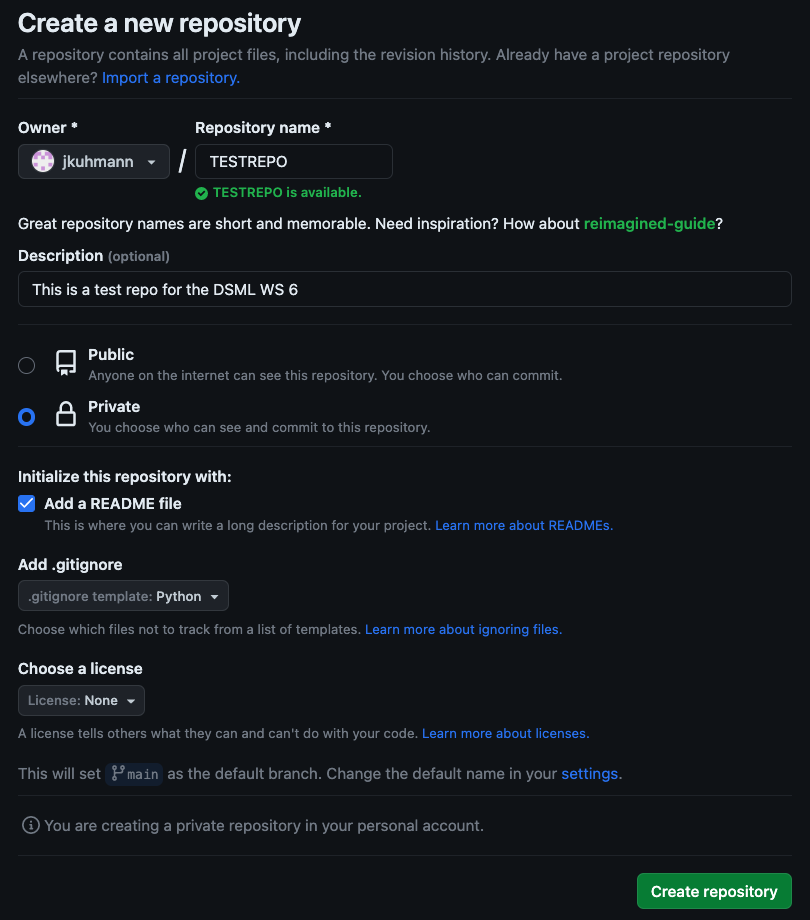 Create a new repository
A repository contains all project files, including the revision history. Already have a project repository
elsewhere? Import a repository.
Owner * Repository name *
jkuhmann / TESTREPO
TESTREPO is available.
Great repository names are short and memorable. Need inspiration? How about reimagined-guide?
Description (optional)
This is a test repo for the DSML WS 6
Public
Anyone on the internet can see this repository. You choose who can commit.
Private
You choose who can see and commit to this repository.
Initialize this repository with:
Add a README file
This is where you can write a long description for your project. Learn more about READMEs.
Add .gitignore
.gitignore template: Python
Choose which files not to track from a list of templates. Learn more about ignoring files.
Choose a license
License: None
A license tells others what they can and can't do with your code. Learn more about licenses.
This will set main as the default branch. Change the default name in your settings.
You are creating a private repository in your personal account.
Create repository